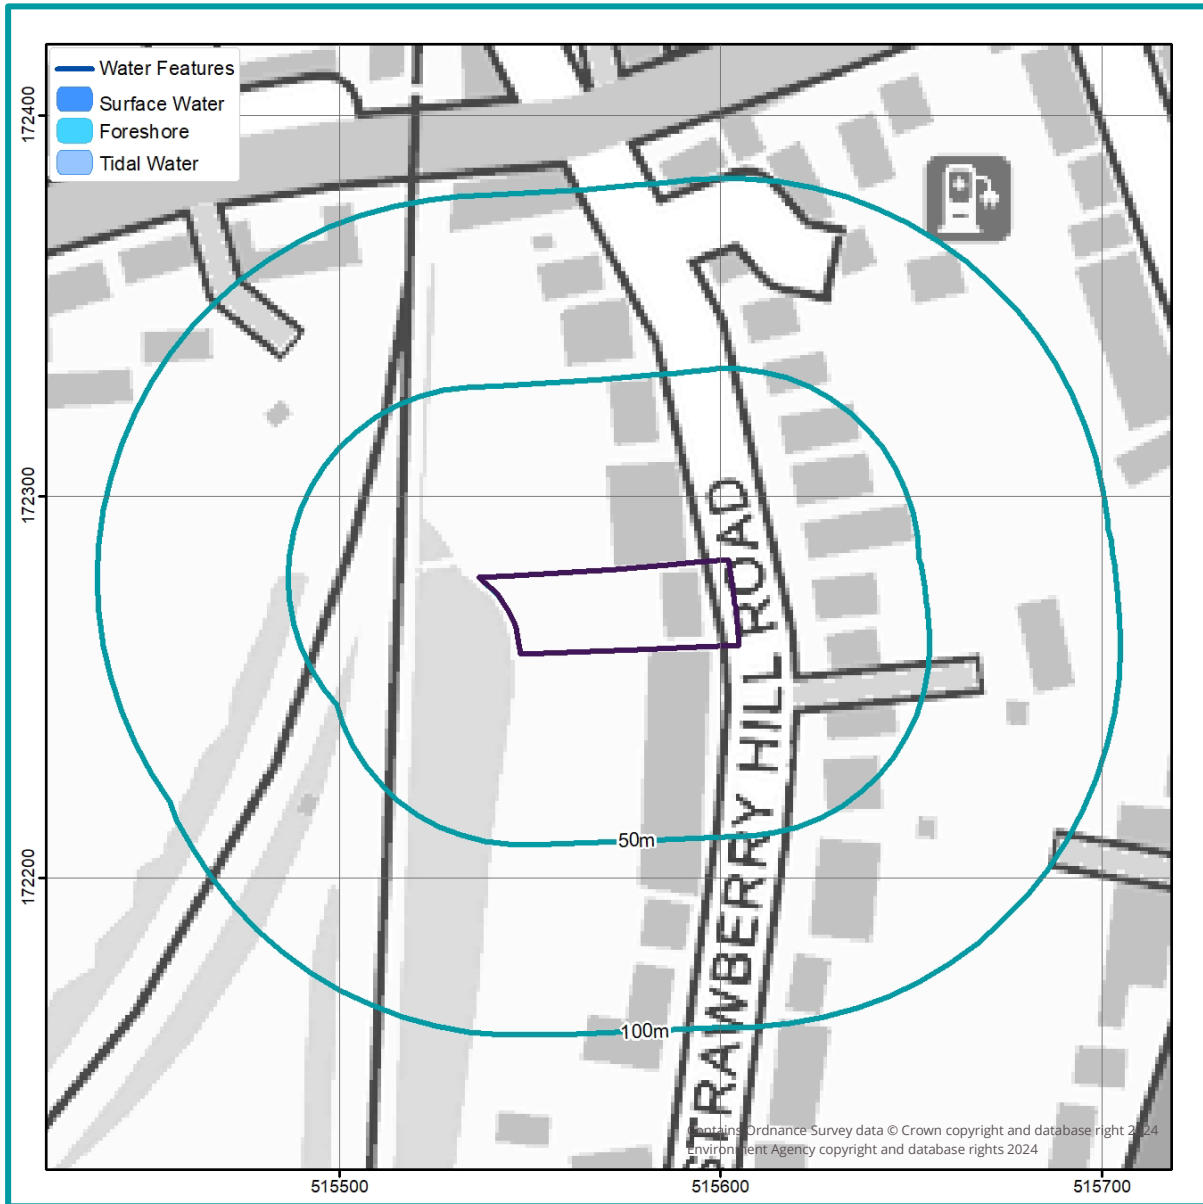 Water Features
Surface Water
Foreshore
Tidal Water
172400
172300
172200
STRAWBERRY HILL ROAD
50m
100m
Contains Ordnance Survey data © Crown copyright and database right 2024
Environment Agency copyright and database rights 2024
515500
515600
515700